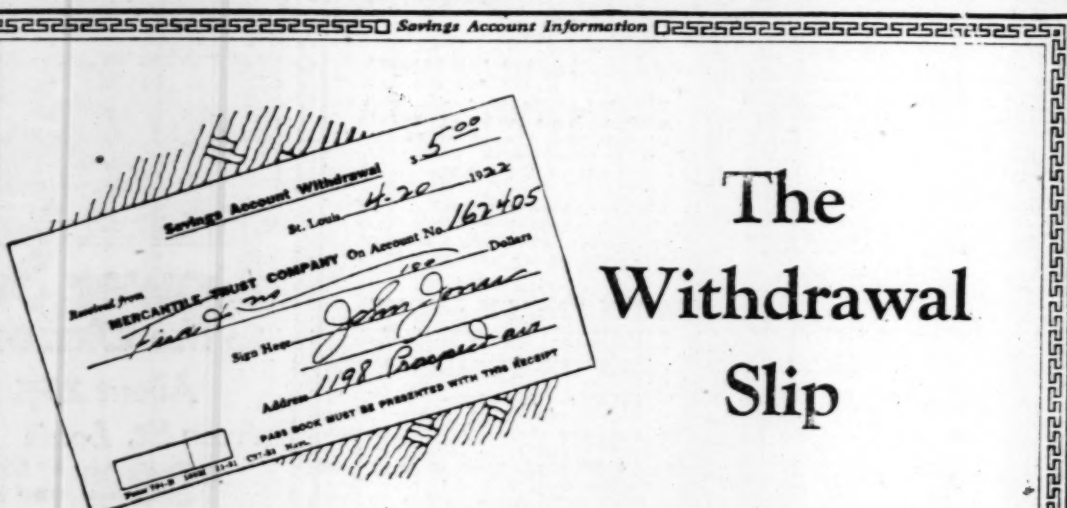 Savings Account Information
Savings Account Withdrawal
$ 5 00
St. Louis 4-20 1922
Received from
MERCANTILE TRUST COMPANY On Account No. 162405
Five & no 100 Dollars
Sign Here John Jones
Address 1198 Prospect ave
PASS BOOK MUST BE PRESENTED WITH THIS RECEIPT
The
Withdrawal
Slip